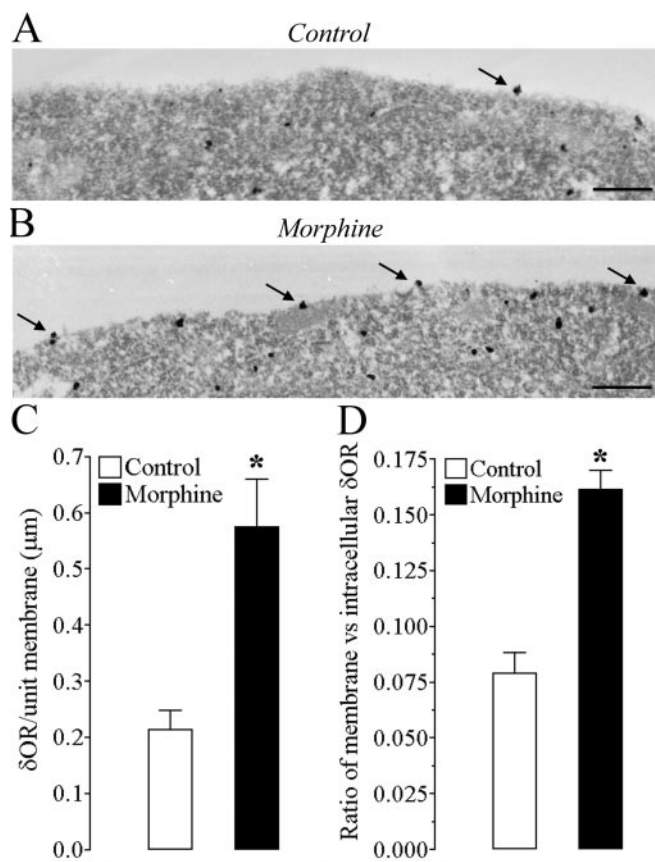 A
Control
B
Morphine
C
δOR/unit membrane (μm)
0.7
0.6
0.5
0.4
0.3
0.2
0.1
0.0
Control
Morphine
*
D
Ratio of membrane vs intracellular δOR
0.175
0.150
0.125
0.100
0.075
0.050
0.025
0.000
Control
Morphine
*